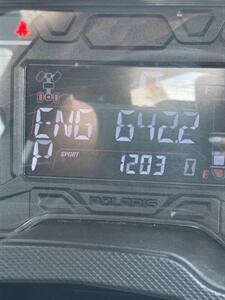 ENG 642.2
P SPORT 1203
E
POLARIS